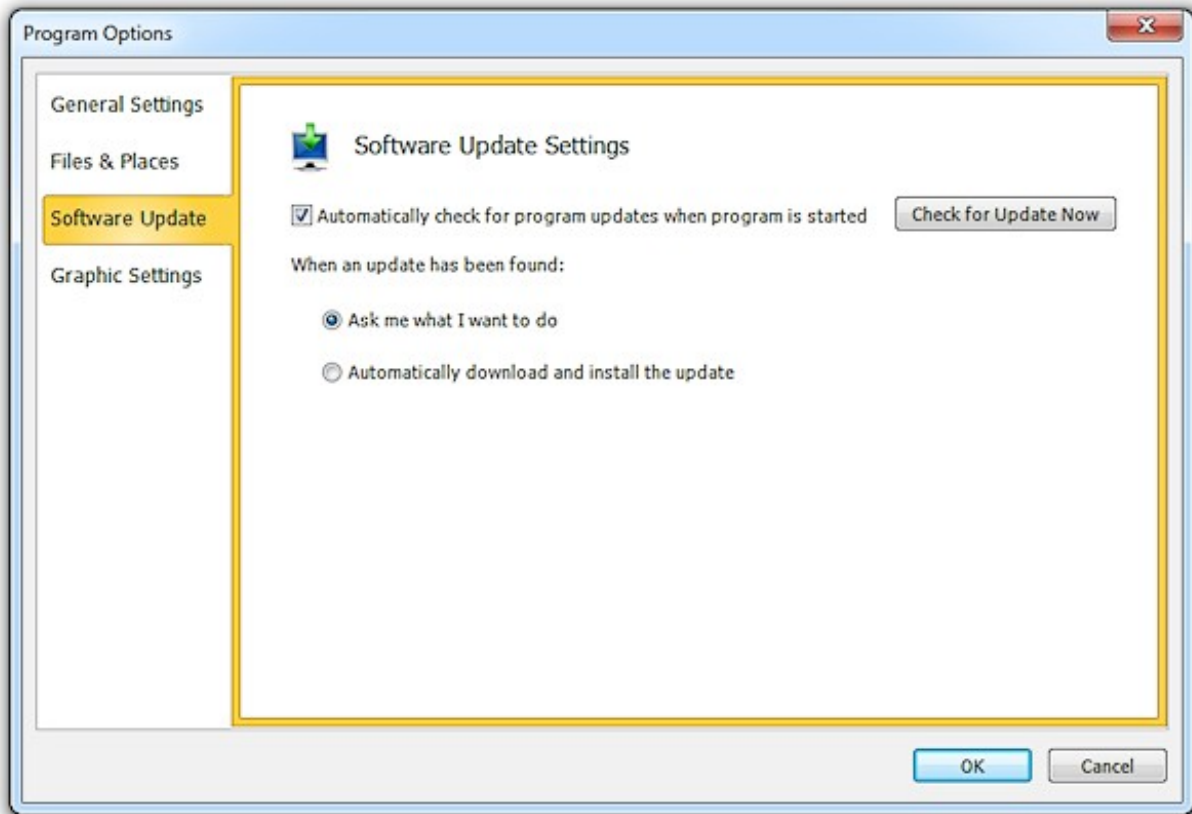 Program Options
General Settings
Files & Places
Software Update
Graphic Settings
Software Update Settings
Automatically check for program updates when program is started
Check for Update Now
When an update has been found:
Ask me what I want to do
Automatically download and install the update
OK
Cancel